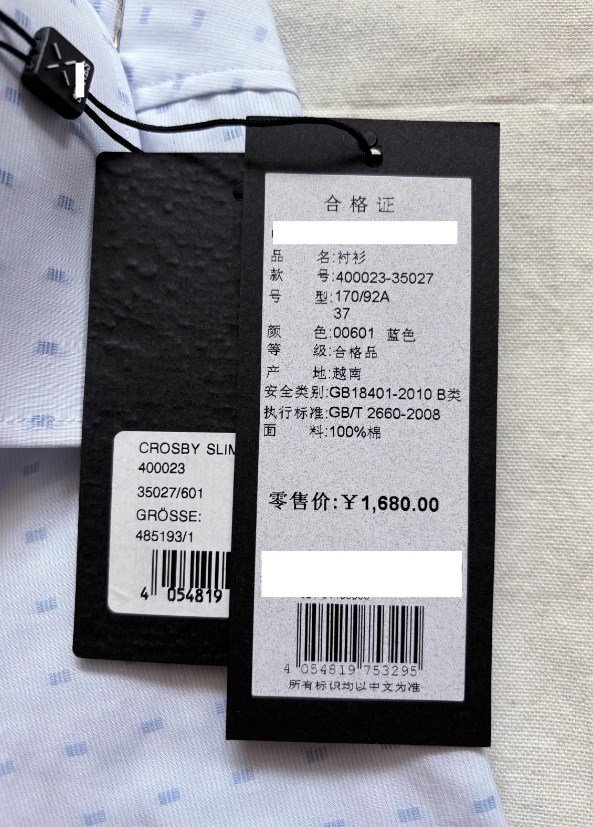 合格证
品 名:衬衫
款 号:400023-35027
号 型:170/92A
37
颜 色:00601 蓝色
等 级:合格品
产 地:越南
安全类别:GB18401-2010 B类
执行标准:GB/T 2660-2008
面 料:100%棉
零售价:¥1,680.00
4 054819 753295
所有标识均以中文为准
CROSBY SLIM
400023
35027/601
GRÖSSE:
485193/1
4 054819